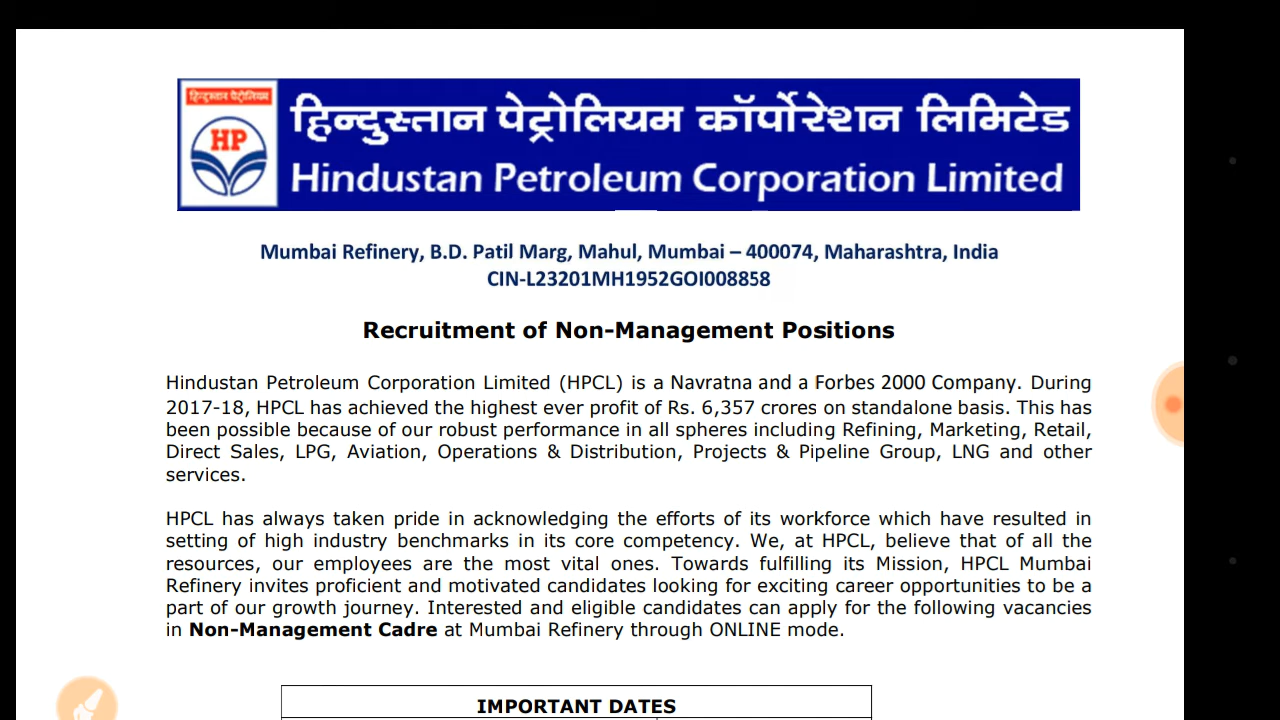 हिन्दुस्तान पेट्रोलियम
HP
हिन्दुस्तान पेट्रोलियम कॉर्पोरेशन लिमिटेड
Hindustan Petroleum Corporation Limited
Mumbai Refinery, B.D. Patil Marg, Mahul, Mumbai – 400074, Maharashtra, India
CIN-L23201MH1952GOI008858
Recruitment of Non-Management Positions
Hindustan Petroleum Corporation Limited (HPCL) is a Navratna and a Forbes 2000 Company. During
2017-18, HPCL has achieved the highest ever profit of Rs. 6,357 crores on standalone basis. This has
been possible because of our robust performance in all spheres including Refining, Marketing, Retail,
Direct Sales, LPG, Aviation, Operations & Distribution, Projects & Pipeline Group, LNG and other
services.
HPCL has always taken pride in acknowledging the efforts of its workforce which have resulted in
setting of high industry benchmarks in its core competency. We, at HPCL, believe that of all the
resources, our employees are the most vital ones. Towards fulfilling its Mission, HPCL Mumbai
Refinery invites proficient and motivated candidates looking for exciting career opportunities to be a
part of our growth journey. Interested and eligible candidates can apply for the following vacancies
in Non-Management Cadre at Mumbai Refinery through ONLINE mode.
IMPORTANT DATES